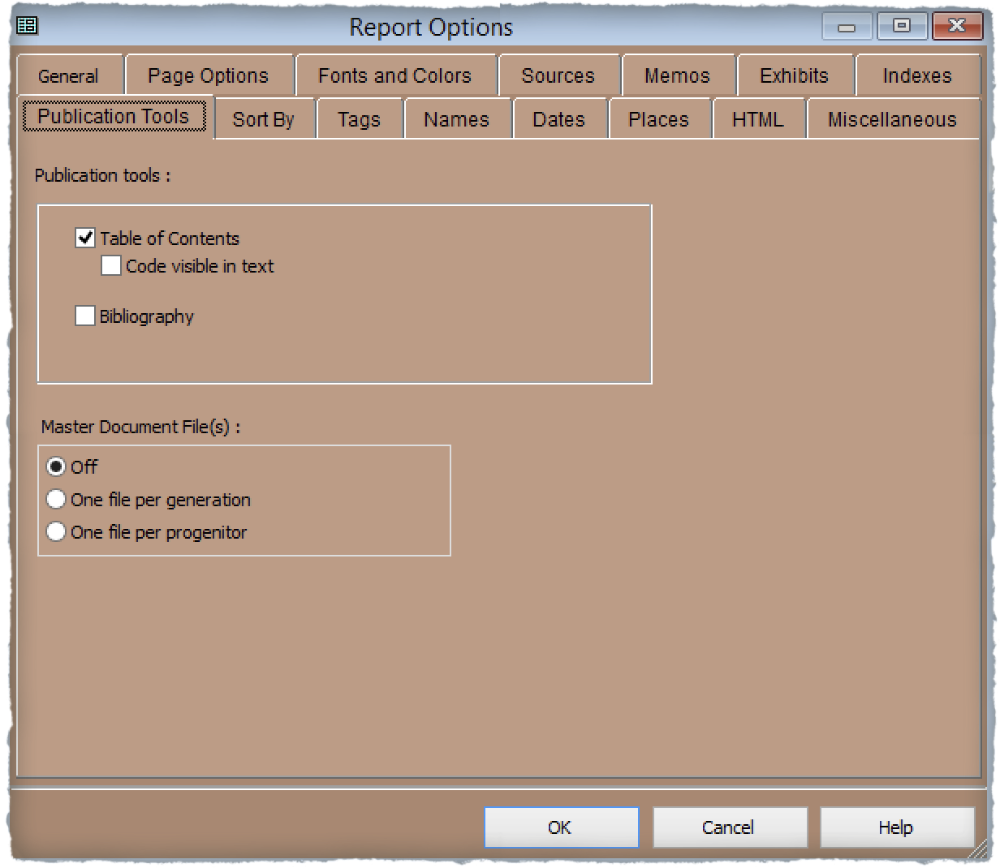 Report Options
General Page Options Fonts and Colors Sources Memos Exhibits Indexes
Publication Tools Sort By Tags Names Dates Places HTML Miscellaneous
Publication tools :
Table of Contents
Code visible in text
Bibliography
Master Document File(s) :
Off
One file per generation
One file per progenitor
OK Cancel Help